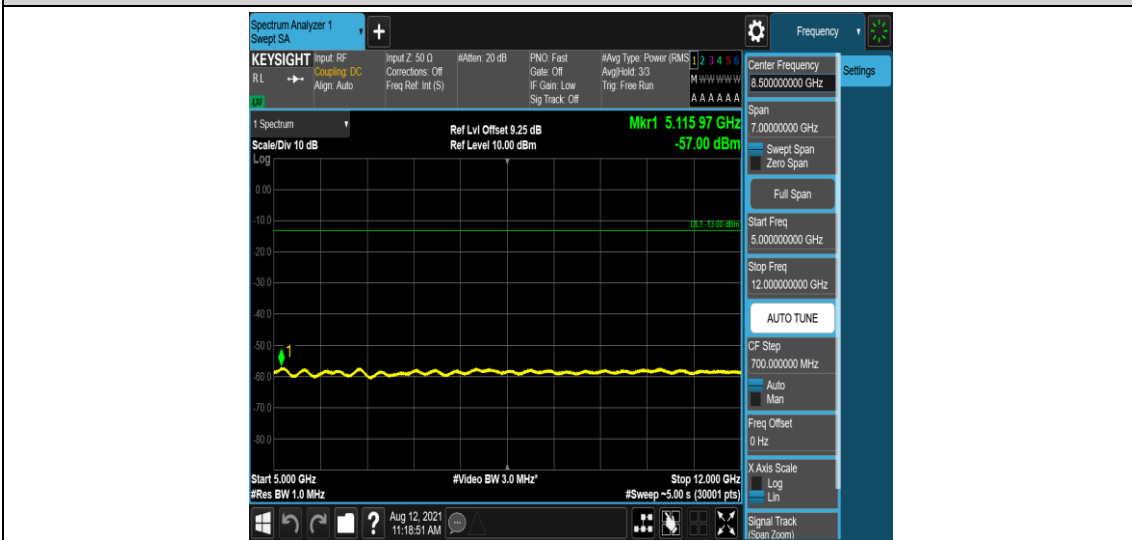 Spectrum Analyzer 1
Swept SA
+
Frequency
KEYSIGHT
RL
LXI
Input: RF
Coupling: DC
Align: Auto
Input Z: 50 Ω
Corrections: Off
Freq Ref: Int (S)
#Atten: 20 dB
PNO: Fast
Gate: Off
IF Gain: Low
Sig Track: Off
#Avg Type: Power (RMS
Avg|Hold: 3/3
Trig: Free Run
1 2 3 4 5 6
M W W W W W
A A A A A A
1 Spectrum
Scale/Div 10 dB
Log
Ref Lvl Offset 9.25 dB
Ref Level 10.00 dBm
Mkr1 5.115 97 GHz
-57.00 dBm
0.00
-10.0
DL1 -13.00 dBm
-20.0
-30.0
-40.0
-50.0
1
-60.0
-70.0
-80.0
Start 5.000 GHz
#Res BW 1.0 MHz
#Video BW 3.0 MHz*
Stop 12.000 GHz
#Sweep ~5.00 s (30001 pts)
Center Frequency
8.500000000 GHz
Settings
Span
7.00000000 GHz
Swept Span
Zero Span
Full Span
Start Freq
5.000000000 GHz
Stop Freq
12.000000000 GHz
AUTO TUNE
CF Step
700.000000 MHz
Auto
Man
Freq Offset
0 Hz
X Axis Scale
Log
Lin
Signal Track
(Span Zoom)
?
Aug 12, 2021
11:18:51 AM